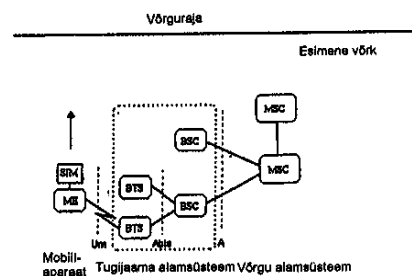 Võrguraja
Esimene võrk
MSC
BSC
MSC
SIM
ME
BTS
BSC
BTS
Um
Abis
A
Mobiil-
aparaat
Tugijaama alamsüsteem
Võrgu alamsüsteem